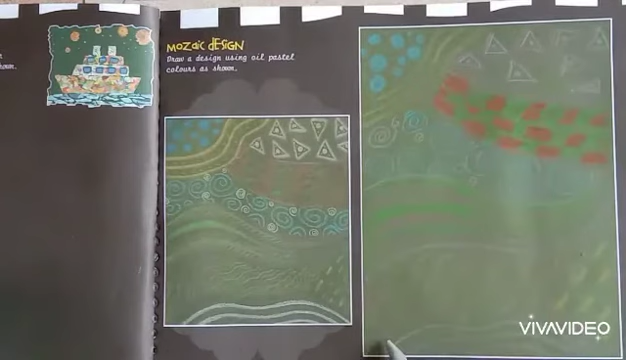 MOZAiC DESiGN
Draw a design using oil pastel
colours as shown.
VIVAVIDEO